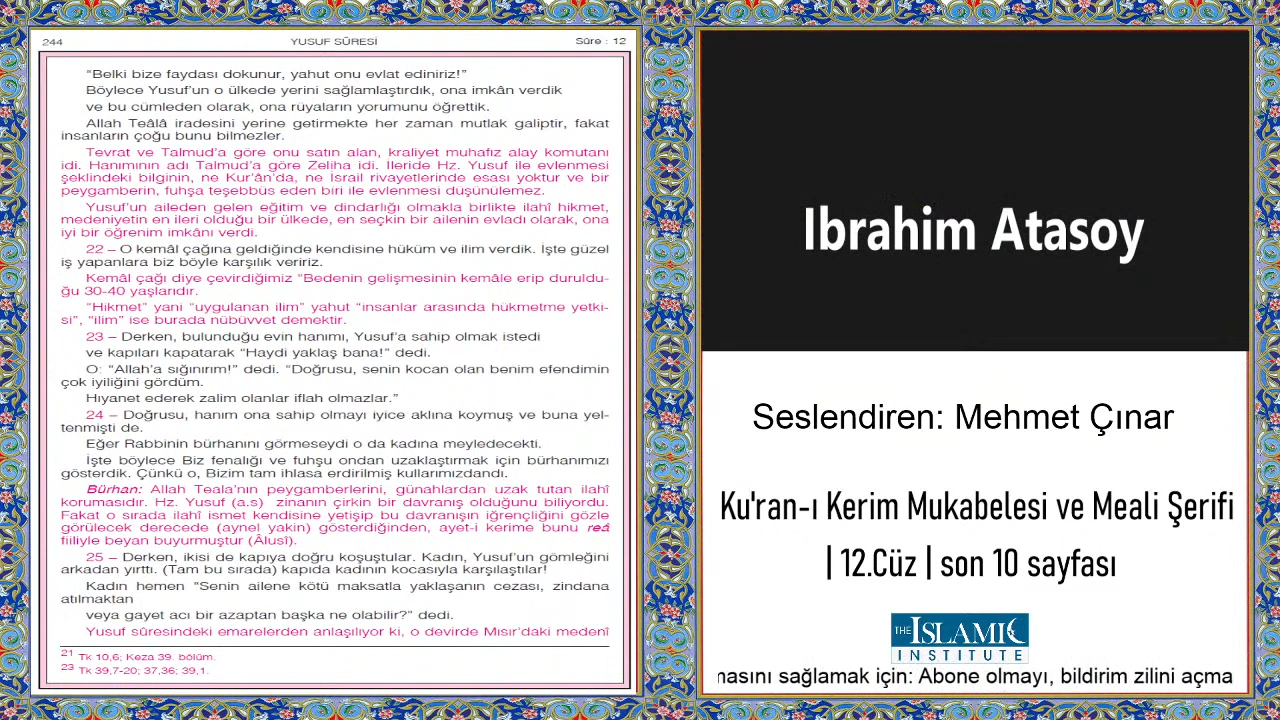 244 YUSUF SÛRESİ Sûre : 12
“Belki bize faydası dokunur, yahut onu evlat ediniriz!”
Böylece Yusuf’un o ülkede yerini sağlamlaştırdık, ona imkân verdik
ve bu cümleden olarak, ona rüyaların yorumunu öğrettik.
Allah Teâlâ iradesini yerine getirmekte her zaman mutlak galiptir, fakat
insanların çoğu bunu bilmezler.
Tevrat ve Talmud’a göre onu satın alan, kraliyet muhafız alay komutanı
idi. Hanımının adı Talmud’a göre Zeliha idi. Ileride Hz. Yusuf ile evlenmesi
şeklindeki bilginin, ne Kur’ân’da, ne İsrail rivayetlerinde esası yoktur ve bir
peygamberin, fuhşa teşebbüs eden biri ile evlenmesi düşünülemez.
Yusuf’un aileden gelen eğitim ve dindarlığı olmakla birlikte ilahî hikmet,
medeniyetin en ileri olduğu bir ülkede, en seçkin bir ailenin evladı olarak, ona
iyi bir öğrenim imkânı verdi.
22 – O kemâl çağına geldiğinde kendisine hüküm ve ilim verdik. İşte güzel
iş yapanlara biz böyle karşılık veririz.
Kemâl çağı diye çevirdiğimiz “Bedenin gelişmesinin kemâle erip duruldu-
ğu 30-40 yaşlarıdır.
“Hikmet” yani “uygulanan ilim” yahut “insanlar arasında hükmetme yetki-
si”, “ilim” ise burada nübüvvet demektir.
23 – Derken, bulunduğu evin hanımı, Yusuf’a sahip olmak istedi
ve kapıları kapatarak “Haydi yaklaş bana!” dedi.
O: “Allah’a sığınırım!” dedi. “Doğrusu, senin kocan olan benim efendimin
çok iyiliğini gördüm.
Hıyanet ederek zalim olanlar iflah olmazlar.”
24 – Doğrusu, hanım ona sahip olmayı iyice aklına koymuş ve buna yel-
tenmişti de.
Eğer Rabbinin bürhanını görmeseydi o da kadına meyledecekti.
İşte böylece Biz fenalığı ve fuhşu ondan uzaklaştırmak için bürhanımızı
gösterdik. Çünkü o, Bizim tam ihlasa erdirilmiş kullarımızdandı.
Bürhan: Allah Teala’nın peygamberlerini, günahlardan uzak tutan ilahî
korumasıdır. Hz. Yusuf (a.s) zinanın çirkin bir davranış olduğunu biliyordu.
Fakat o sırada ilahî ismet kendisine yetişip bu davranışın iğrençliğini gözle
görülecek derecede (aynel yakin) gösterdiğinden, ayet-i kerime bunu reâ
fiiliyle beyan buyurmuştur (Âlusî).
25 – Derken, ikisi de kapıya doğru koşuştular. Kadın, Yusuf’un gömleğini
arkadan yırttı. (Tam bu sırada) kapıda kadının kocasıyla karşılaştılar!
Kadın hemen “Senin ailene kötü maksatla yaklaşanın cezası, zindana
atılmaktan
veya gayet acı bir azaptan başka ne olabilir?” dedi.
Yusuf sûresindeki emarelerden anlaşılıyor ki, o devirde Mısır’daki medenî
21 Tk 10,6; Keza 39. bölüm.
23 Tk 39,7-20; 37,36; 39,1.
Ibrahim Atasoy
Seslendiren: Mehmet Çınar
Ku'ran-ı Kerim Mukabelesi ve Meali Şerifi
| 12.Cüz | son 10 sayfası
THE ISLAMIC
INSTITUTE
masını sağlamak için: Abone olmayı, bildirim zilini açma